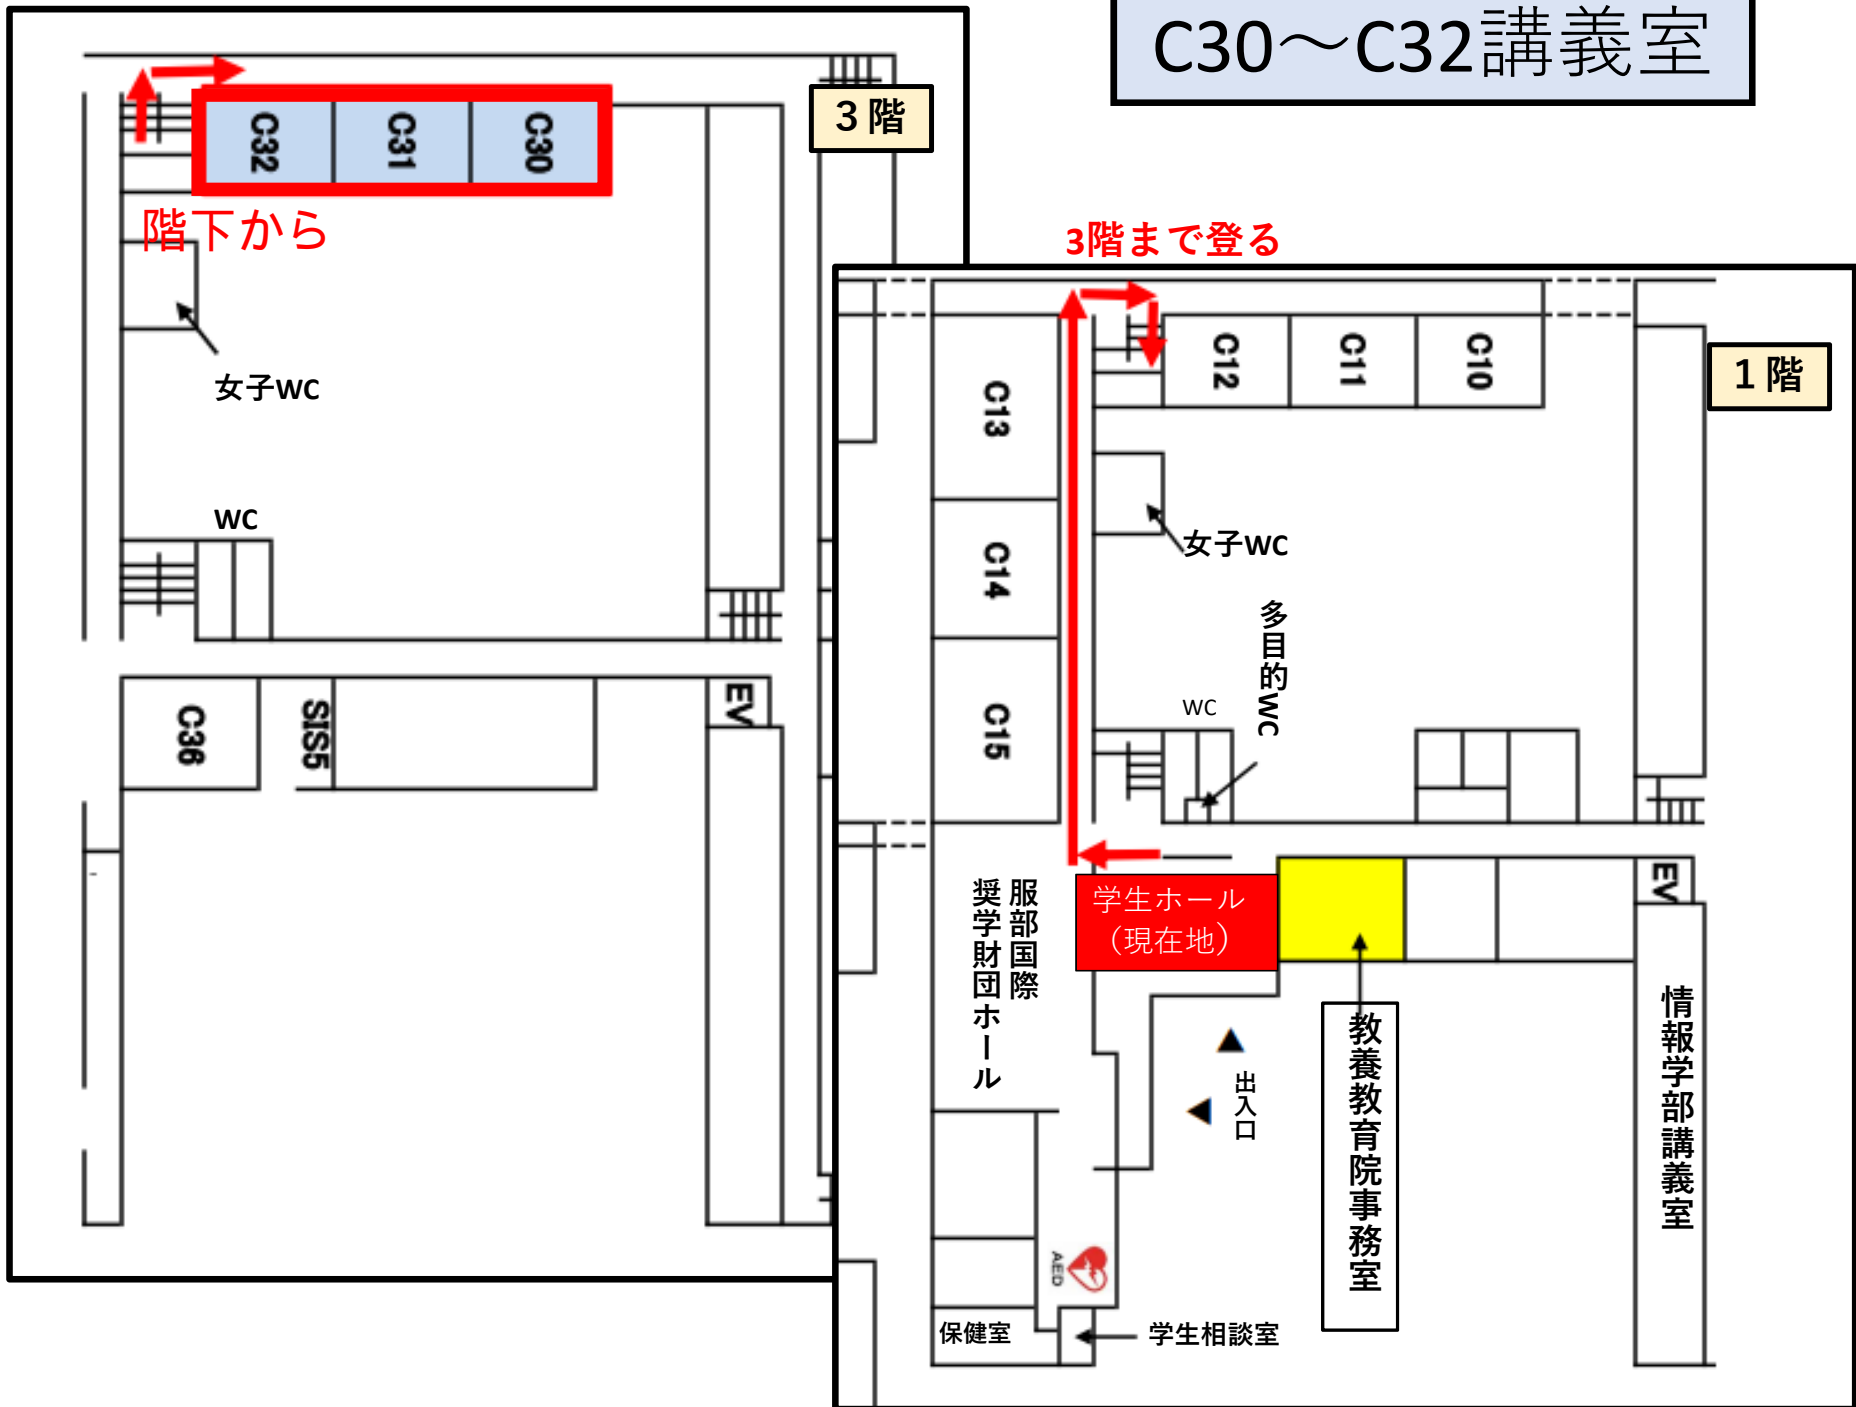 C30～C32講義室
3階
C32
C31
C30
階下から
女子WC
WC
C36
SIS5
EV
3階まで登る
1階
C13
C12
C11
C10
女子WC
C14
多目的WC
WC
C15
学生ホール
（現在地）
EV
服部国際
奨学財団ホール
出入口
教養教育院事務室
情報学部講義室
AED
保健室
学生相談室